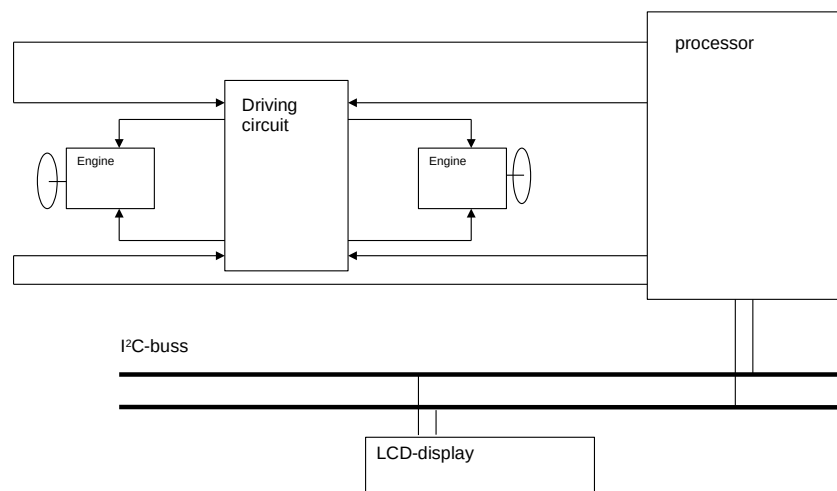 processor
Driving
circuit
Engine
Engine
I²C-buss
LCD-display